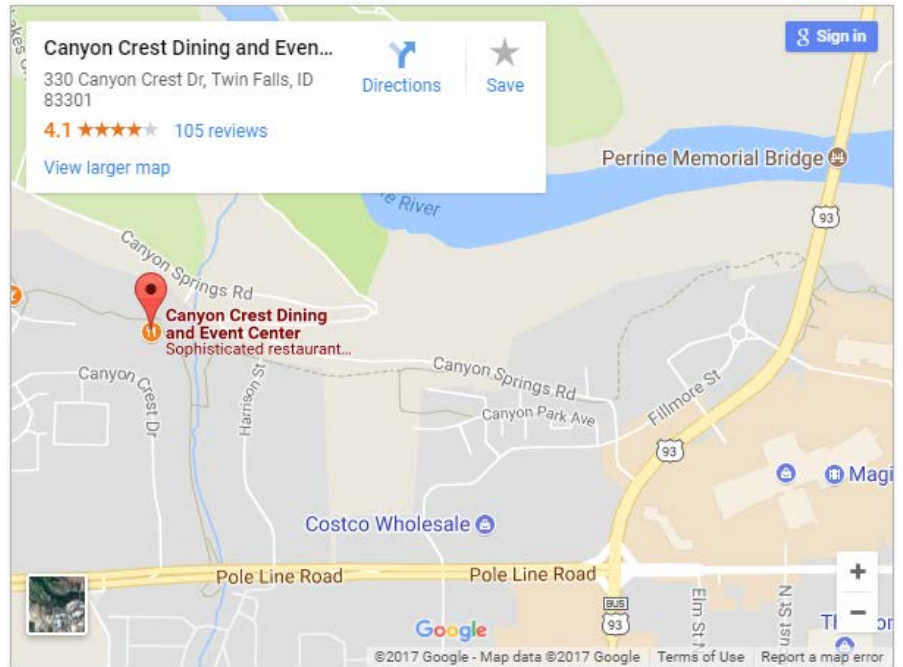 Canyon Crest Dining and Even...
330 Canyon Crest Dr, Twin Falls, ID
83301
4.1
105 reviews
View larger map
Directions
Save
g Sign in
Perrine Memorial Bridge
River
93
Canyon Springs Rd
Canyon Crest Dining
and Event Center
Sophisticated restaurant...
Canyon Crest Dr
Harrison St
Canyon Springs Rd
Canyon Park Ave
Fillmore St
93
Magi
Costco Wholesale
Pole Line Road
Pole Line Road
BUS
93
Elm St N
+
−
Google
©2017 Google - Map data ©2017 Google
Terms of Use
Report a map error